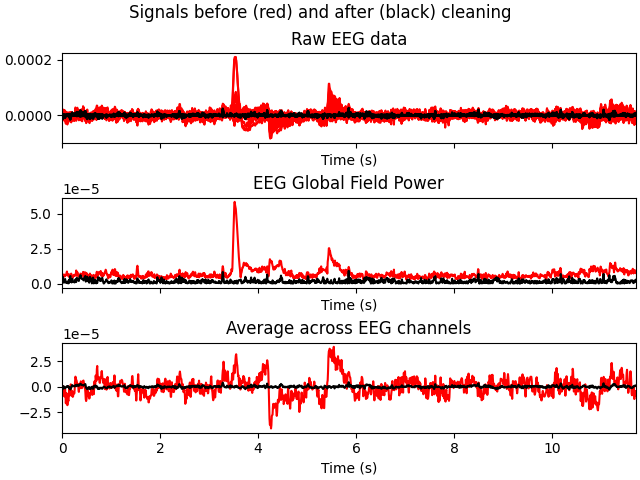 Signals before (red) and after (black) cleaning
Raw EEG data
0.0002
0.0000
Time (s)
EEG Global Field Power
1e−5
5.0
2.5
0.0
Time (s)
Average across EEG channels
1e−5
2.5
0.0
−2.5
0 2 4 6 8 10
Time (s)